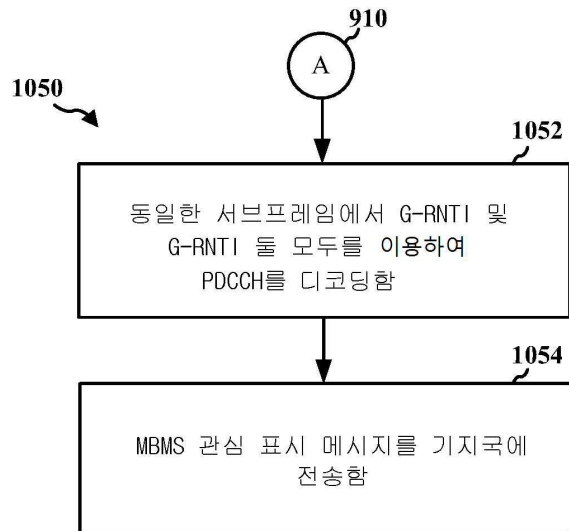 910
A
1050
1052
동일한 서브프레임에서 G-RNTI 및
G-RNTI 둘 모두를 이용하여
PDCCH를 디코딩함
1054
MBMS 관심 표시 메시지를 기지국에
전송함